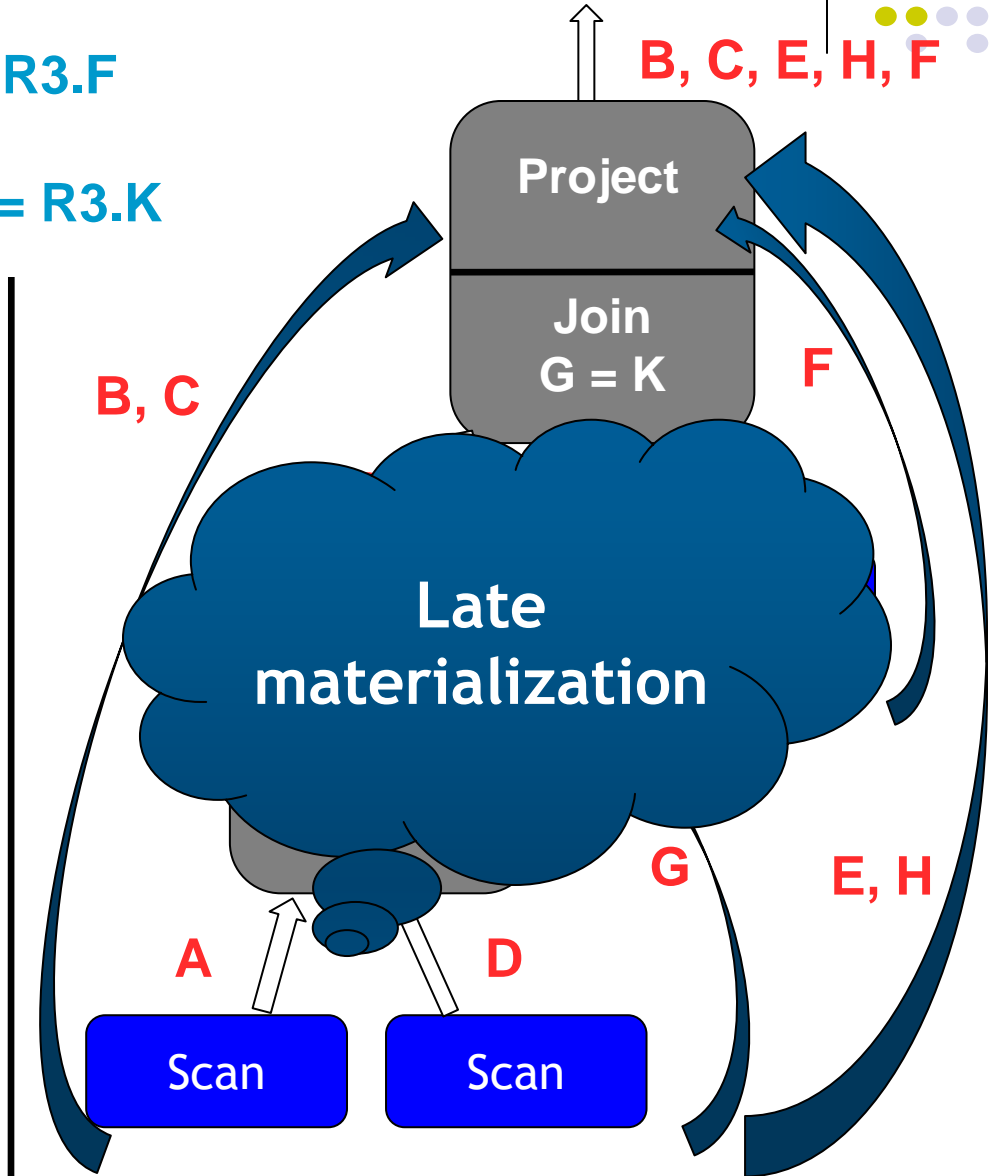 R3.F
B, C, E, H, F
= R3.K
Project
Join
G = K
B, C
F
Late
materialization
G
E, H
A
D
Scan
Scan